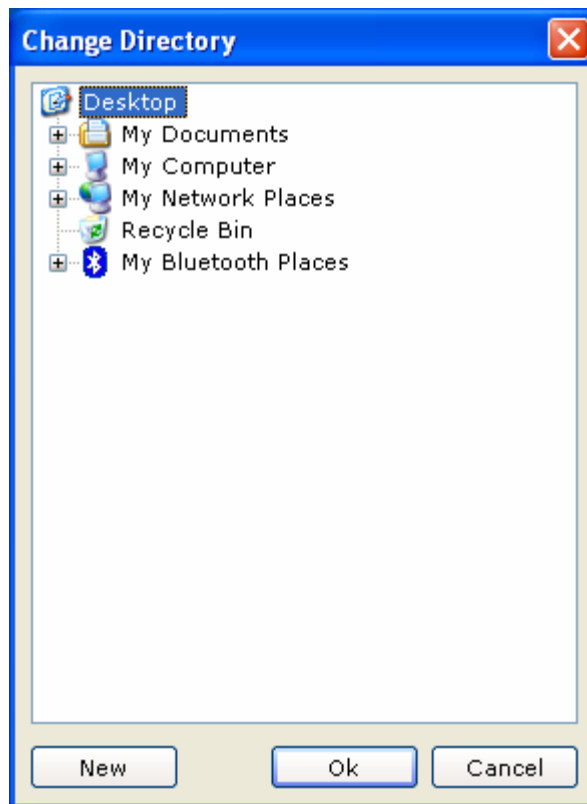 Change Directory
Desktop
My Documents
My Computer
My Network Places
Recycle Bin
My Bluetooth Places
New Ok Cancel